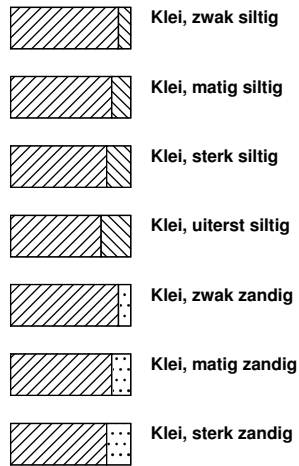 Klei, zwak siltig
Klei, matig siltig
Klei, sterk siltig
Klei, uiterst siltig
Klei, zwak zandig
Klei, matig zandig
Klei, sterk zandig